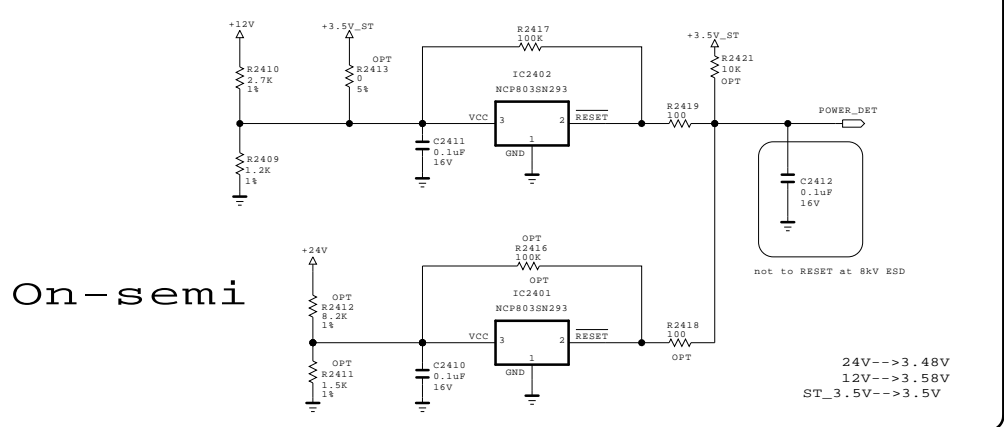 +12V
R2410
2.7K
1%
R2409
1.2K
1%
+3.5V_ST
OPT
R2413
0
5%
R2417
100K
IC2402
NCP803SN293
VCC
3
2
RESET
1
GND
C2411
0.1uF
16V
R2419
100
+3.5V_ST
R2421
10K
OPT
POWER_DET
C2412
0.1uF
16V
not to RESET at 8kV ESD
On-semi
+24V
OPT
R2412
8.2K
1%
OPT
R2411
1.5K
1%
OPT
R2416
100K
OPT
IC2401
NCP803SN293
VCC
3
2
RESET
1
GND
C2410
0.1uF
16V
R2418
100
OPT
24V-->3.48V
12V-->3.58V
ST_3.5V-->3.5V